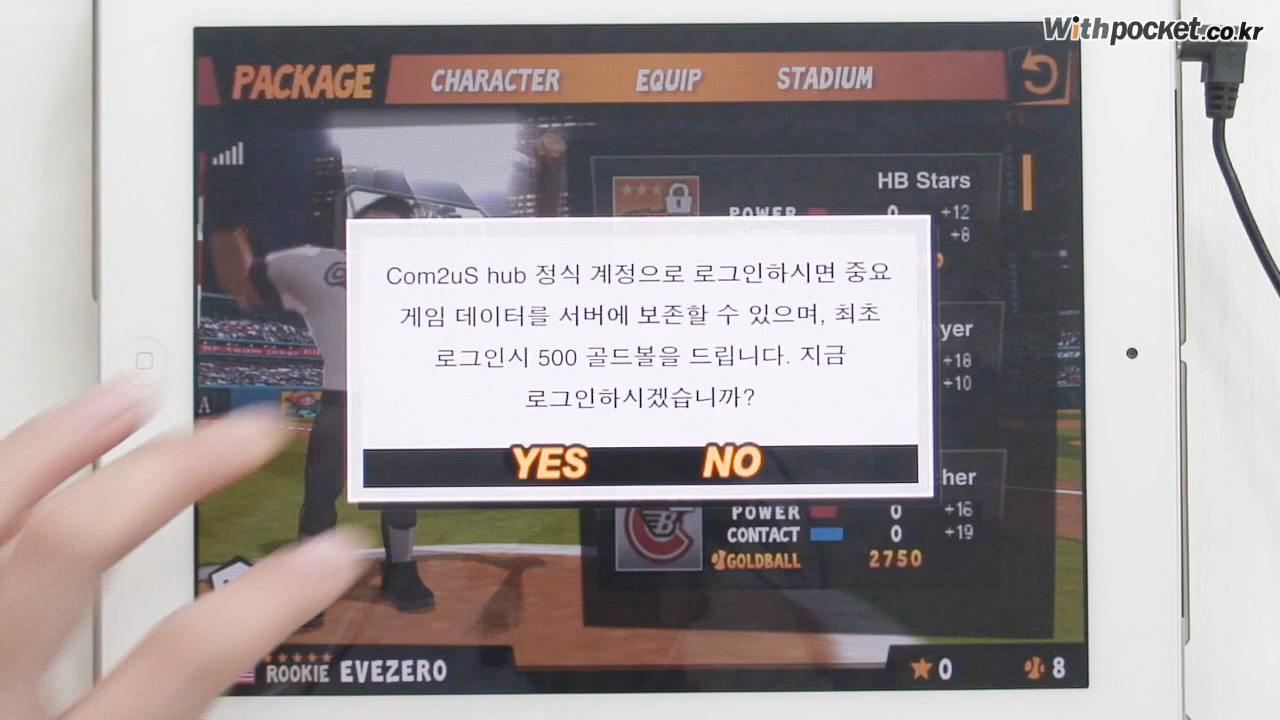 Withpocket.co.kr
PACKAGE CHARACTER EQUIP STADIUM
HB Stars
POWER 0 +12
+8
Com2uS hub 정식 계정으로 로그인하시면 중요
게임 데이터를 서버에 보존할 수 있으며, 최초
로그인시 500 골드볼을 드립니다. 지금
로그인하시겠습니까?
YES NO
yer
+18
+10
her
POWER 0 +16
CONTACT 0 +19
GOLDBALL 2750
A
ROOKIE EVEZERO
0 8